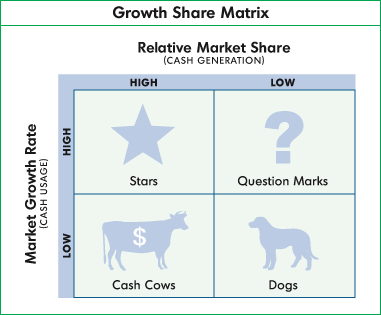 Growth Share Matrix
Relative Market Share
(CASH GENERATION)
HIGH
LOW
Market Growth Rate
(CASH USAGE)
HIGH
?
Stars
Question Marks
LOW
$
Cash Cows
Dogs